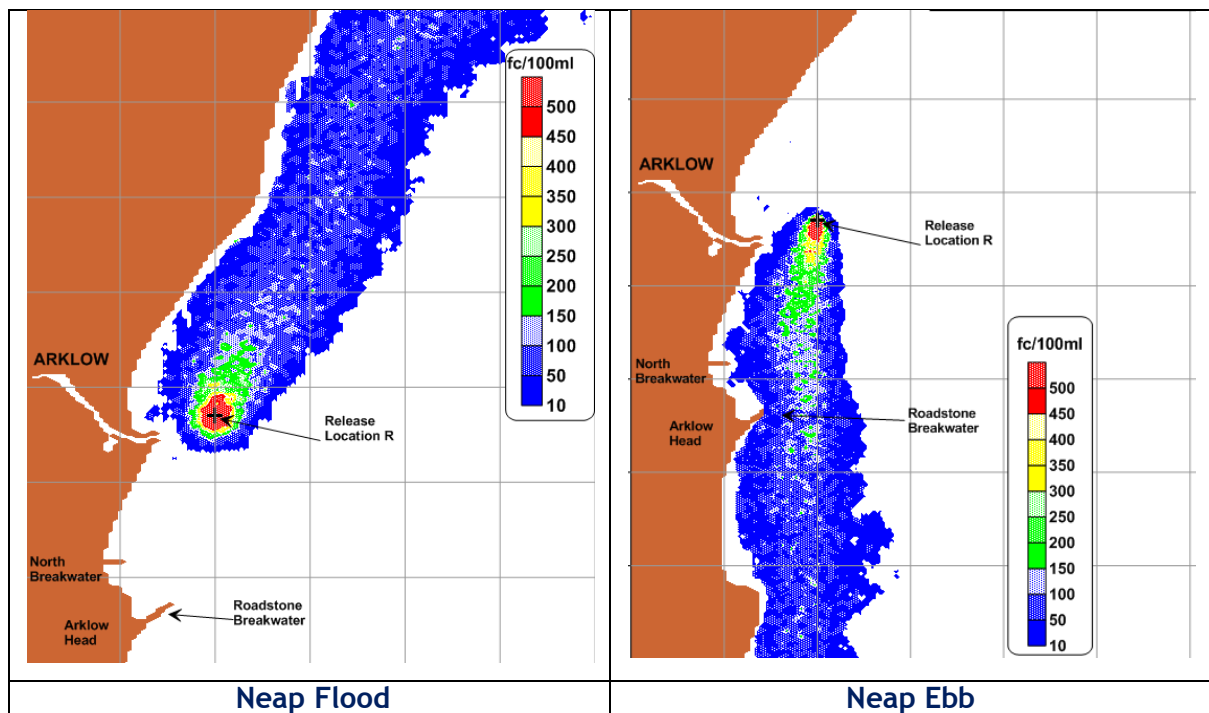 fc/100ml
500
450
400
350
300
250
200
150
100
50
10
ARKLOW
Release
Location R
North
Breakwater
Roadstone
Breakwater
Arklow
Head
Neap Flood
ARKLOW
Release
Location R
North
Breakwater
Roadstone
Breakwater
Arklow
Head
fc/100ml
500
450
400
350
300
250
200
150
100
50
10
Neap Ebb